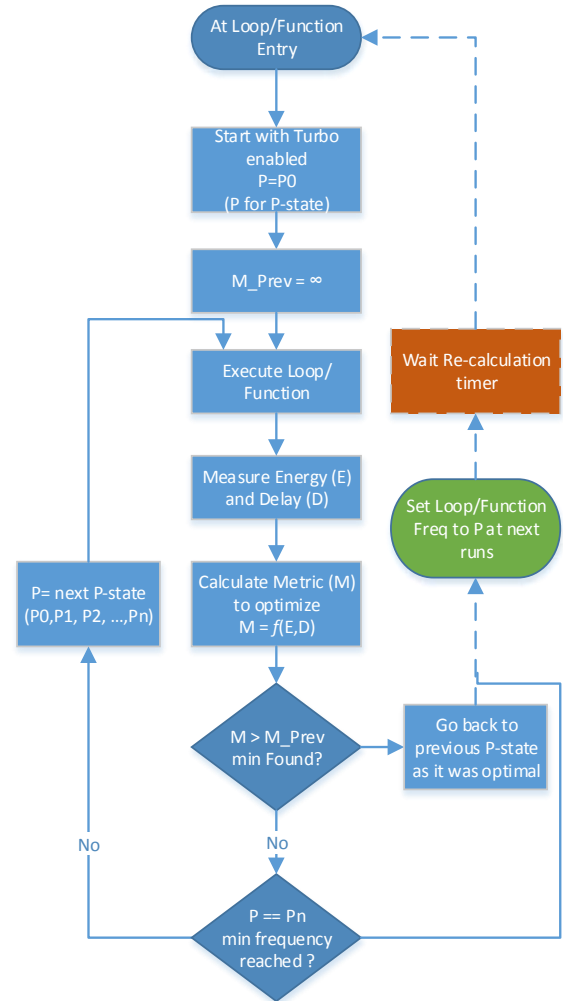 At Loop/Function
Entry
Start with Turbo
enabled
P=P0
(P for P-state)
M_Prev = ∞
Execute Loop/
Function
Wait Re-calculation
timer
Measure Energy (E)
and Delay (D)
Set Loop/Function
Freq to P at next
runs
P= next P-state
(P0,P1, P2, ...,Pn)
Calculate Metric (M)
to optimize
M = f(E,D)
M > M_Prev
min Found?
Go back to
previous P-state
as it was optimal
No
No
P == Pn
min frequency
reached ?